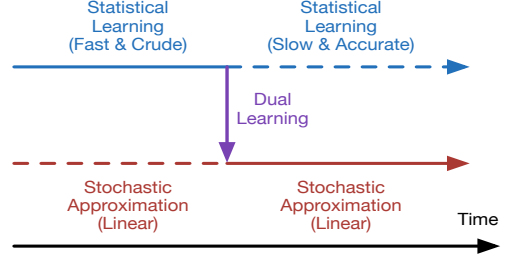 Statistical
Learning
(Fast & Crude)
Statistical
Learning
(Slow & Accurate)
Dual
Learning
Stochastic
Approximation
(Linear)
Stochastic
Approximation
(Linear)
Time